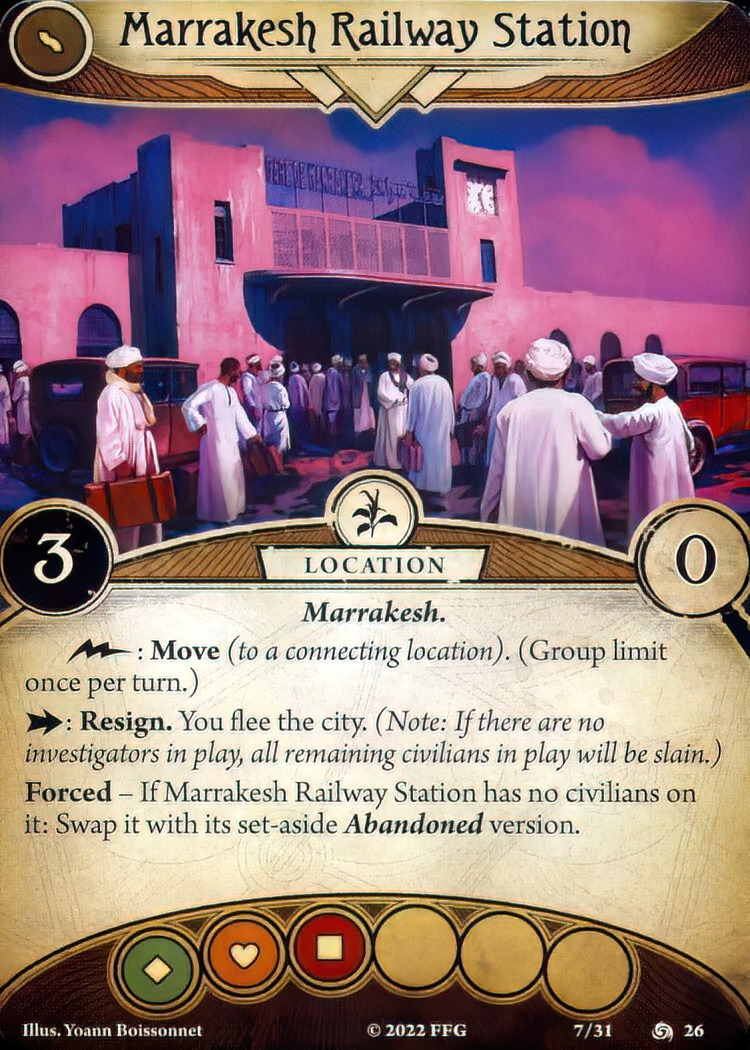 Marrakesh Railway Station
3
LOCATION
0
Marrakesh.
: Move (to a connecting location). (Group limit
once per turn.)
: Resign. You flee the city. (Note: If there are no
investigators in play, all remaining civilians in play will be slain.)
Forced – If Marrakesh Railway Station has no civilians on
it: Swap it with its set-aside Abandoned version.
Illus. Yoann Boissonnet
© 2022 FFG
7/31
26